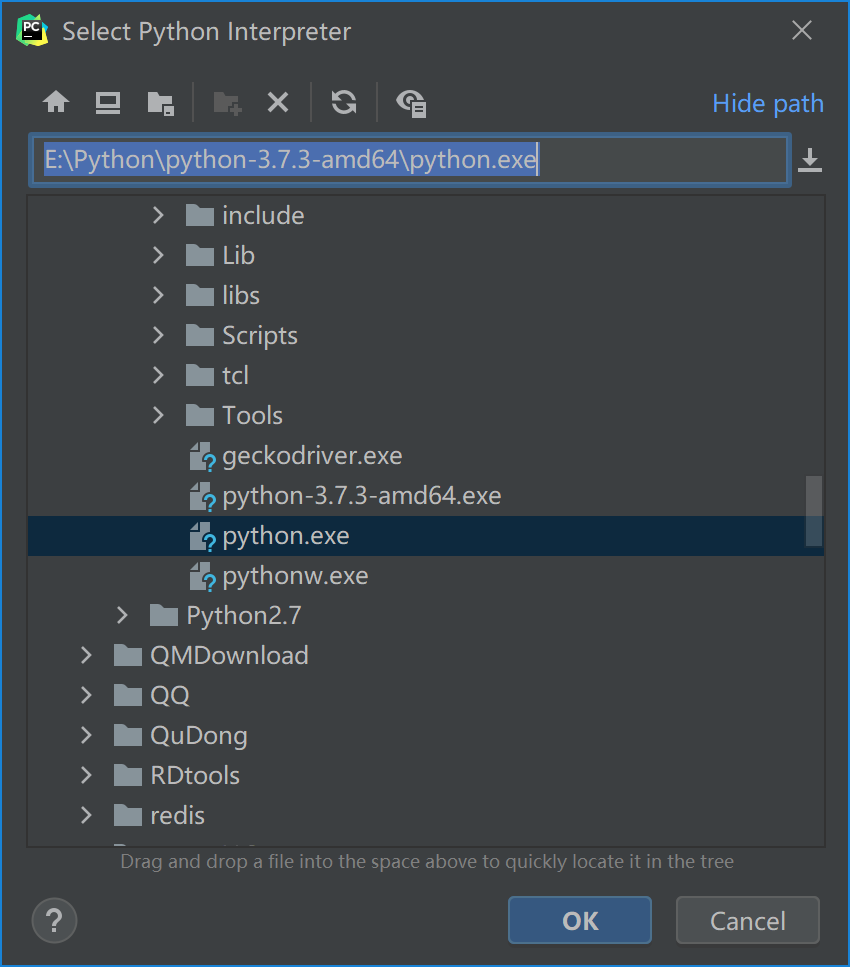 PC
Select Python Interpreter
Hide path
E:\Python\python-3.7.3-amd64\python.exe
include
Lib
libs
Scripts
tcl
Tools
geckodriver.exe
python-3.7.3-amd64.exe
python.exe
pythonw.exe
Python2.7
QMDownload
QQ
QuDong
RDtools
redis
Drag and drop a file into the space above to quickly locate it in the tree
?
OK
Cancel